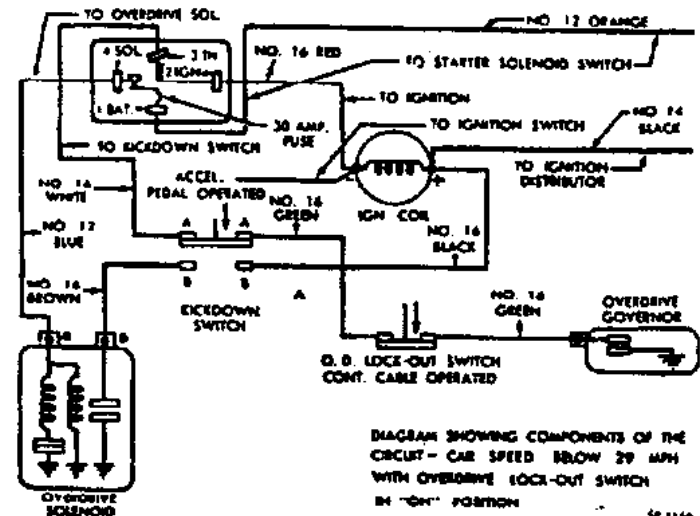 TO OVERDRIVE SOL.
NO. 12 ORANGE
4 SOL.
3 TH
2 IGN
NO. 16 RED
TO STARTER SOLENOID SWITCH
1 BAT.
TO IGNITION
30 AMP. FUSE
TO IGNITION SWITCH
NO. 14
BLACK
TO KICKDOWN SWITCH
ACCEL.
PEDAL OPERATED
TO IGNITION
DISTRIBUTOR
NO. 16
WHITE
NO. 16
GREEN
- +
IGN COIL
NO. 12
BLUE
A A
NO. 16
BLACK
NO. 16
BROWN
B B
A
KICKDOWN
SWITCH
NO. 16
GREEN
OVERDRIVE
GOVERNOR
B
O. D. LOCK-OUT SWITCH
CONT. CABLE OPERATED
DIAGRAM SHOWING COMPONENTS OF THE
CIRCUIT - CAR SPEED BELOW 29 MPH
WITH OVERDRIVE LOCK-OUT SWITCH
IN "ON" POSITION
OVERDRIVE
SOLENOID